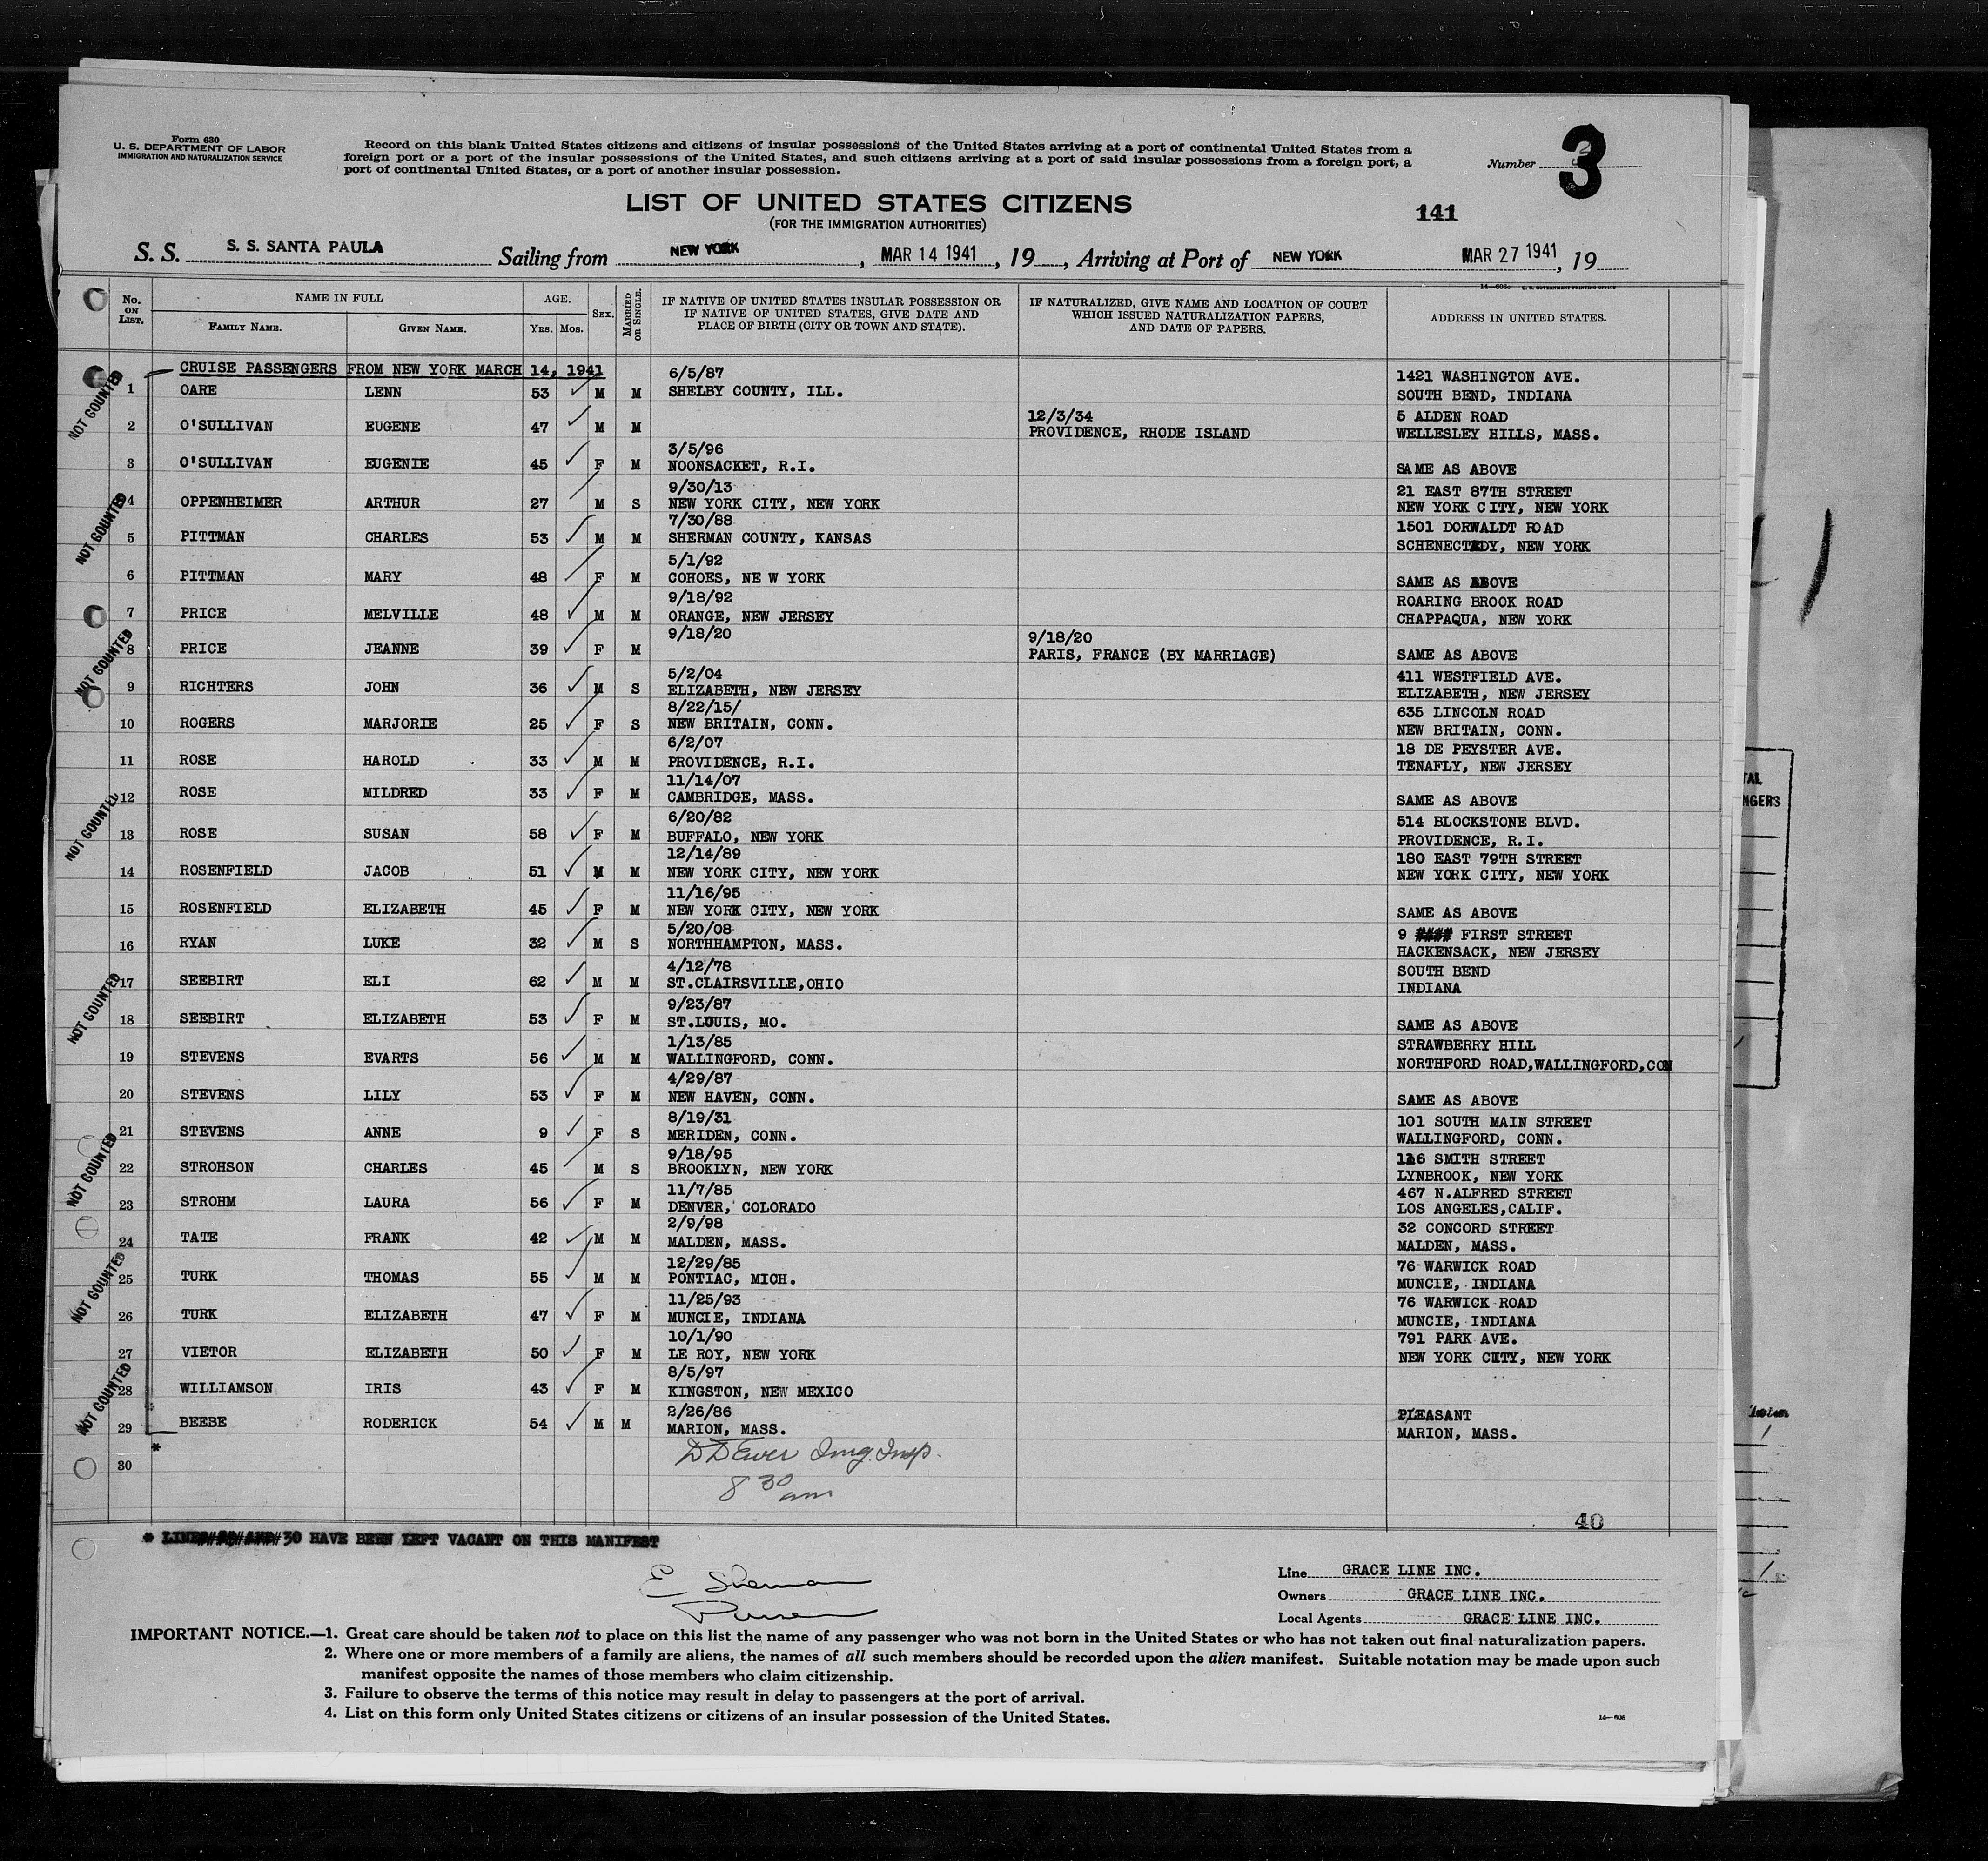 Form 630
U. S. DEPARTMENT OF LABOR
IMMIGRATION AND NATURALIZATION SERVICE
Record on this blank United States citizens and citizens of insular possessions of the United States arriving at a port of continental United States from a
foreign port or a port of the insular possessions of the United States, and such citizens arriving at a port of said insular possessions from a foreign port, a
port of continental United States, or a port of another insular possession.
Number 3
LIST OF UNITED STATES CITIZENS
(FOR THE IMMIGRATION AUTHORITIES)
141
S. S. S. S. SANTA PAULA Sailing from NEW YORK, MAR 14 1941, 19, Arriving at Port of NEW YORK MAR 27 1941, 19
14—608 U. S. GOVERNMENT PRINTING OFFICE
No. ON LIST.
NAME IN FULL
FAMILY NAME. GIVEN NAME.
AGE.
YRS. MOS.
SEX.
MARRIED OR SINGLE.
IF NATIVE OF UNITED STATES INSULAR POSSESSION OR
IF NATIVE OF UNITED STATES, GIVE DATE AND
PLACE OF BIRTH (CITY OR TOWN AND STATE).
IF NATURALIZED, GIVE NAME AND LOCATION OF COURT
WHICH ISSUED NATURALIZATION PAPERS,
AND DATE OF PAPERS.
ADDRESS IN UNITED STATES.
CRUISE PASSENGERS FROM NEW YORK MARCH 14, 1941
6/5/87 1421 WASHINGTON AVE.
1 OARE LENN 53 M M SHELBY COUNTY, ILL. SOUTH BEND, INDIANA
12/3/34 5 ALDEN ROAD
2 O'SULLIVAN EUGENE 47 M M PROVIDENCE, RHODE ISLAND WELLESLEY HILLS, MASS.
3/5/96
3 O'SULLIVAN EUGENIE 45 F M NOONSACKET, R.I. SAME AS ABOVE
9/30/13 21 EAST 87TH STREET
4 OPPENHEIMER ARTHUR 27 M S NEW YORK CITY, NEW YORK NEW YORK CITY, NEW YORK
7/30/88 1501 DORWALDT ROAD
5 PITTMAN CHARLES 53 M M SHERMAN COUNTY, KANSAS SCHENECTADY, NEW YORK
5/1/92
6 PITTMAN MARY 48 F M COHOES, NE W YORK SAME AS ABOVE
9/18/92 ROARING BROOK ROAD
7 PRICE MELVILLE 48 M M ORANGE, NEW JERSEY CHAPPAQUA, NEW YORK
9/18/20 9/18/20
8 PRICE JEANNE 39 F M PARIS, FRANCE (BY MARRIAGE) SAME AS ABOVE
5/2/04 411 WESTFIELD AVE.
9 RICHTERS JOHN 36 M S ELIZABETH, NEW JERSEY ELIZABETH, NEW JERSEY
8/22/15/ 635 LINCOLN ROAD
10 ROGERS MARJORIE 25 F S NEW BRITAIN, CONN. NEW BRITAIN, CONN.
6/2/07 18 DE PEYSTER AVE.
11 ROSE HAROLD 33 M M PROVIDENCE, R.I. TENAFLY, NEW JERSEY
11/14/07
12 ROSE MILDRED 33 F M CAMBRIDGE, MASS. SAME AS ABOVE
6/20/82 514 BLOCKSTONE BLVD.
13 ROSE SUSAN 58 F M BUFFALO, NEW YORK PROVIDENCE, R.I.
12/14/89 180 EAST 79TH STREET
14 ROSENFIELD JACOB 51 M M NEW YORK CITY, NEW YORK NEW YORK CITY, NEW YORK
11/16/95
15 ROSENFIELD ELIZABETH 45 F M NEW YORK CITY, NEW YORK SAME AS ABOVE
5/20/08 9 #### FIRST STREET
16 RYAN LUKE 32 M S NORTHHAMPTON, MASS. HACKENSACK, NEW JERSEY
4/12/78 SOUTH BEND
17 SEEBIRT ELI 62 M M ST.CLAIRSVILLE,OHIO INDIANA
9/23/87
18 SEEBIRT ELIZABETH 53 F M ST.LOUIS, MO. SAME AS ABOVE
1/13/85 STRAWBERRY HILL
19 STEVENS EVARTS 56 M M WALLINGFORD, CONN. NORTHFORD ROAD,WALLINGFORD,CON
4/29/87
20 STEVENS LILY 53 F M NEW HAVEN, CONN. SAME AS ABOVE
8/19/31 101 SOUTH MAIN STREET
21 STEVENS ANNE 9 F S MERIDEN, CONN. WALLINGFORD, CONN.
9/18/95 116 SMITH STREET
22 STROHSON CHARLES 45 M S BROOKLYN, NEW YORK LYNBROOK, NEW YORK
11/7/85 467 N.ALFRED STREET
23 STROHM LAURA 56 F M DENVER, COLORADO LOS ANGELES,CALIF.
2/9/98 32 CONCORD STREET
24 TATE FRANK 42 M M MALDEN, MASS. MALDEN, MASS.
12/29/85 76 WARWICK ROAD
25 TURK THOMAS 55 M M PONTIAC, MICH. MUNCIE, INDIANA
11/25/93 76 WARWICK ROAD
26 TURK ELIZABETH 47 F M MUNCIE, INDIANA MUNCIE, INDIANA
10/1/90 791 PARK AVE.
27 VIETOR ELIZABETH 50 F M LE ROY, NEW YORK NEW YORK CITY, NEW YORK
8/5/97
28 WILLIAMSON IRIS 43 F M KINGSTON, NEW MEXICO
2/26/86 PLEASANT
29 BEEBE RODERICK 54 M M MARION, MASS. MARION, MASS.
*
30
D D Ewer Img. Insp.
8 30 am
NOT COUNTED
NOT COUNTED
NOT COUNTED
NOT COUNTED
NOT COUNTED
NOT COUNTED
NOT COUNTED
NOT COUNTED
40
* LINE 30 HAVE BEEN LEFT VACANT ON THIS MANIFEST
E Sherman
Purser
Line GRACE LINE INC.
Owners GRACE LINE INC.
Local Agents GRACE LINE INC.
IMPORTANT NOTICE.—1. Great care should be taken not to place on this list the name of any passenger who was not born in the United States or who has not taken out final naturalization papers.
2. Where one or more members of a family are aliens, the names of all such members should be recorded upon the alien manifest. Suitable notation may be made upon such
manifest opposite the names of those members who claim citizenship.
3. Failure to observe the terms of this notice may result in delay to passengers at the port of arrival.
4. List on this form only United States citizens or citizens of an insular possession of the United States.
14—608
TAL
NGERS